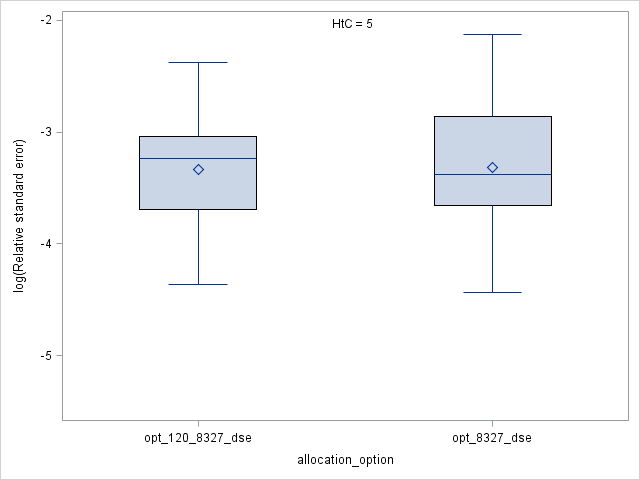 HtC = 5
-2
-3
-4
-5
log(Relative standard error)
opt_120_8327_dse
opt_8327_dse
allocation_option